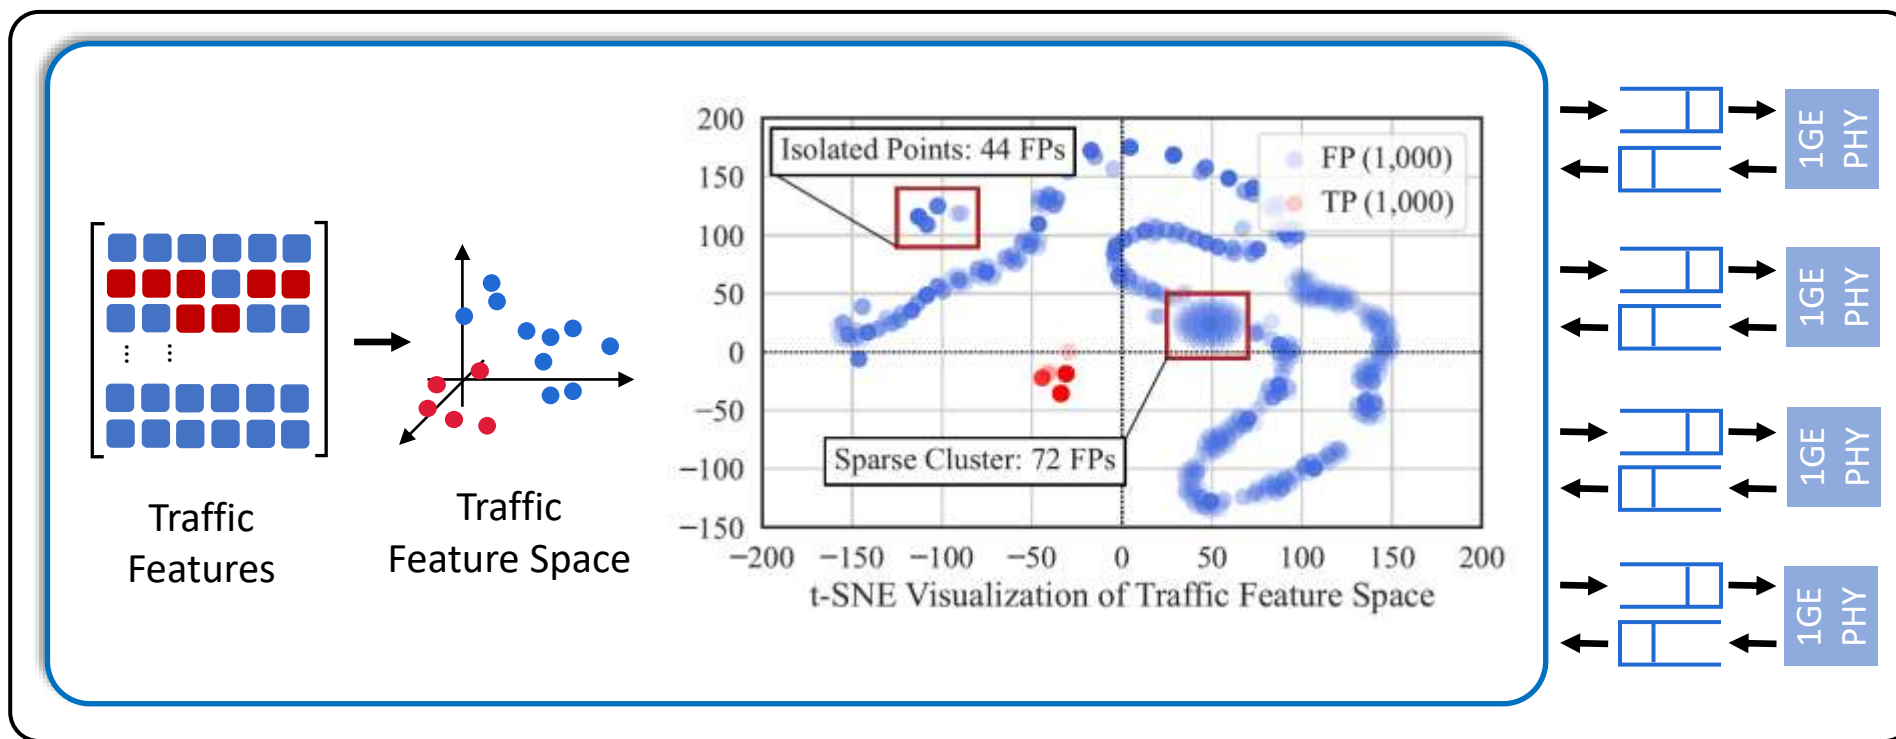 Traffic
Features
Traffic
Feature Space
200
150
100
50
0
−50
−100
−150
−200
−150
−100
−50
0
50
100
150
200
Isolated Points: 44 FPs
FP (1,000)
TP (1,000)
Sparse Cluster: 72 FPs
t-SNE Visualization of Traffic Feature Space
1GE
PHY
1GE
PHY
1GE
PHY
1GE
PHY